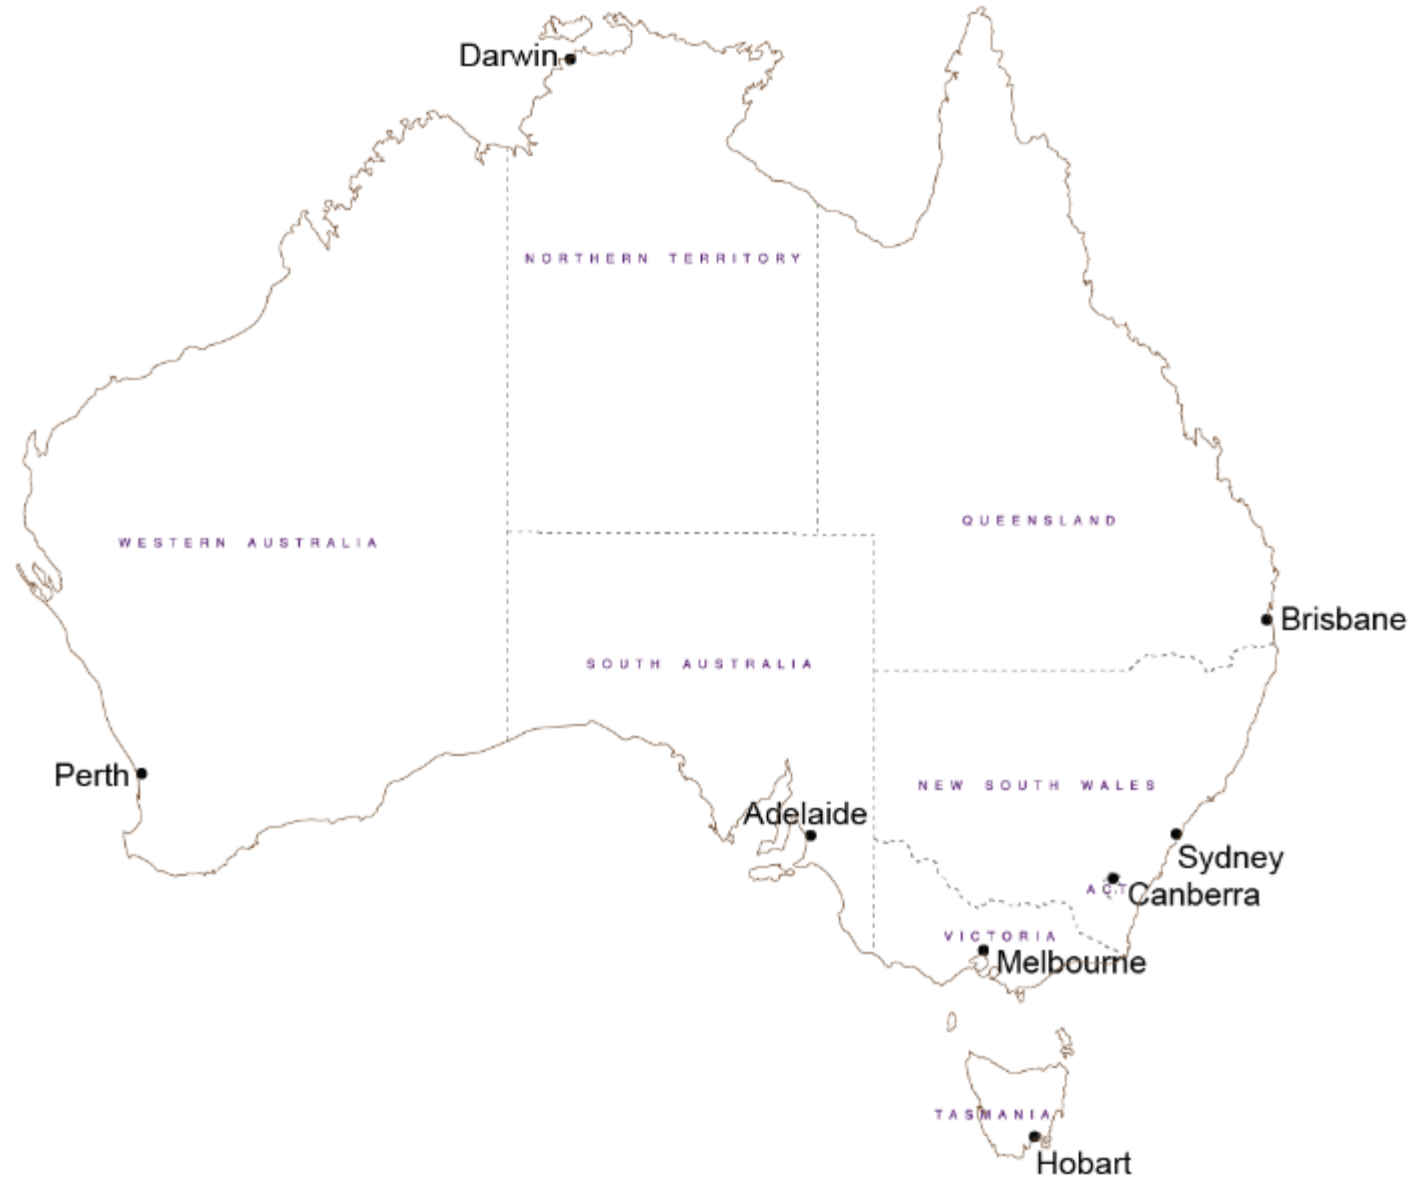 Darwin
NORTHERN TERRITORY
QUEENSLAND
WESTERN AUSTRALIA
Brisbane
SOUTH AUSTRALIA
Perth
NEW SOUTH WALES
Adelaide
Sydney
ACT
Canberra
VICTORIA
Melbourne
TASMANIA
Hobart